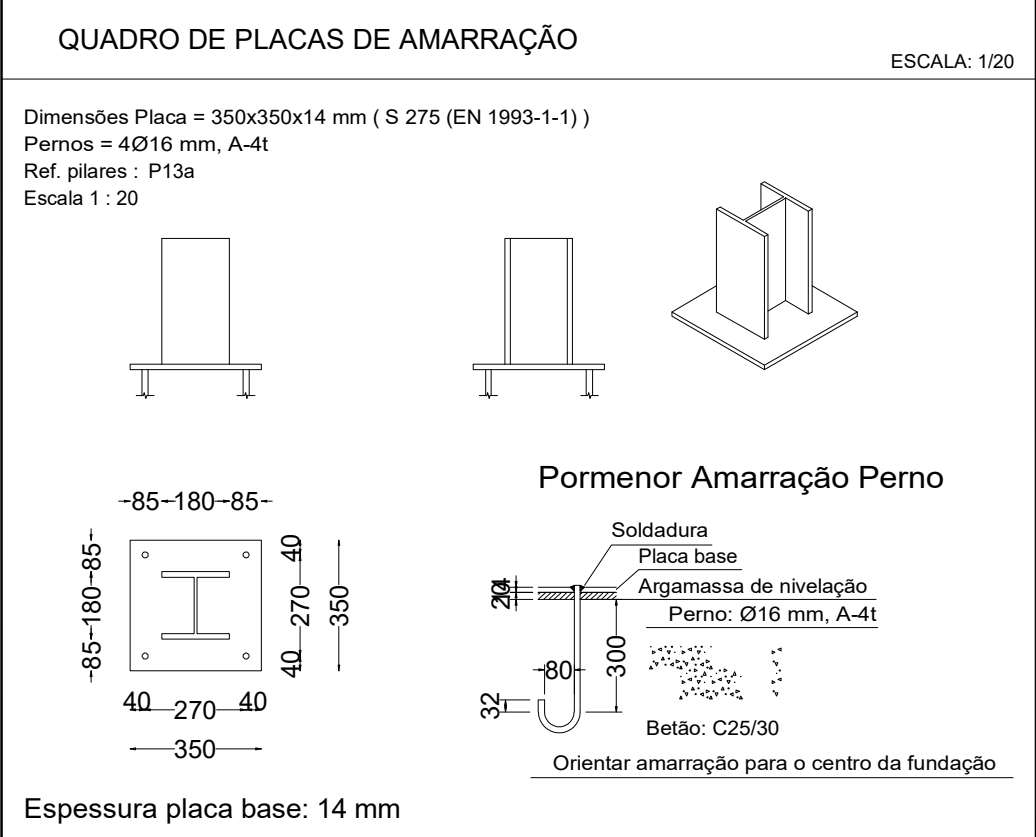 QUADRO DE PLACAS DE AMARRAÇÃO
ESCALA: 1/20
Dimensões Placa = 350x350x14 mm ( S 275 (EN 1993-1-1) )
Pernos = 4Ø16 mm, A-4t
Ref. pilares : P13a
Escala 1 : 20
Pormenor Amarração Perno
85 180 85
85
180
85
40
270
40
350
40 270 40
350
Soldadura
Placa base
Argamassa de nivelação
Perno: Ø16 mm, A-4t
14
20
80
300
32
Betão: C25/30
Orientar amarração para o centro da fundação
Espessura placa base: 14 mm